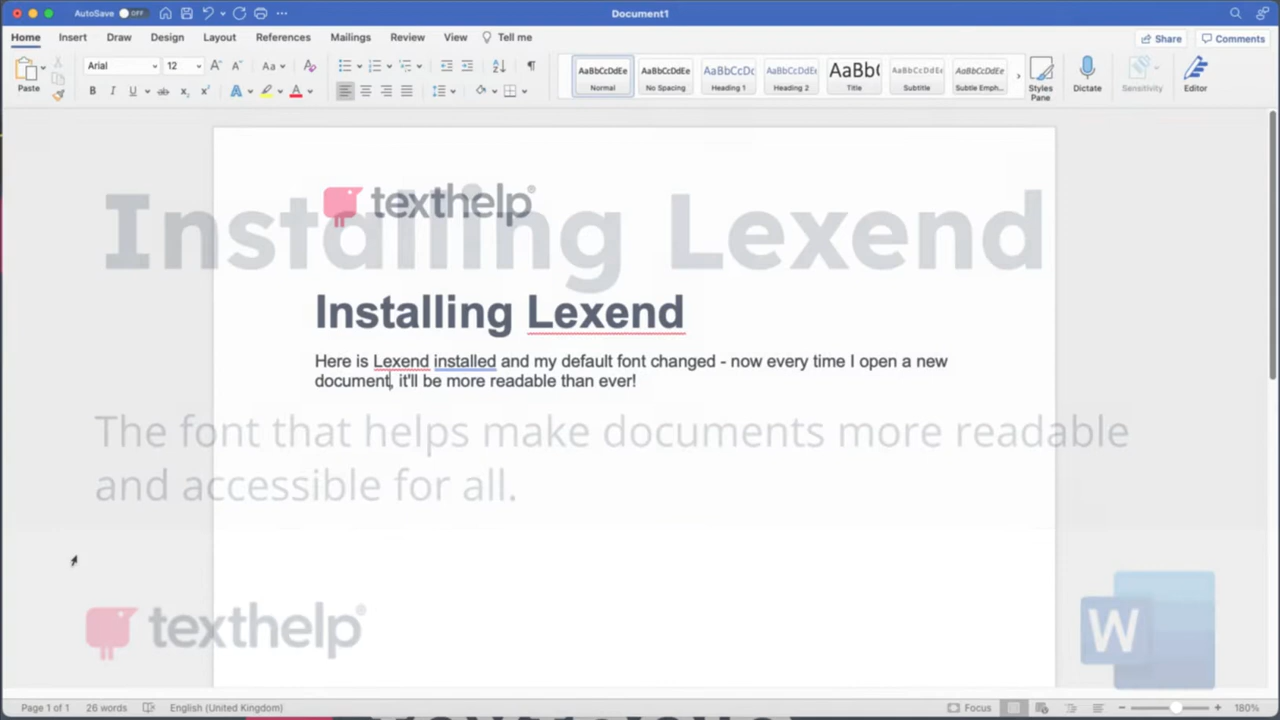 AutoSave OFF Document1
Home Insert Draw Design Layout References Mailings Review View Tell me Share Comments
Paste Arial 12 Aa AaBbCcDdEe AaBbCcDdEe AaBbCcDc AaBbCcDdEe AaBb( AaBbCcDdEe AaBbCcDdEe
B I U ab x₂ x² A A Normal No Spacing Heading 1 Heading 2 Title Subtitle Subtle Emph... Styles Pane Dictate Sensitivity Editor
texthelp®
Installing Lexend
Installing Lexend
Here is Lexend installed and my default font changed - now every time I open a new
document, it'll be more readable than ever!
The font that helps make documents more readable
and accessible for all.
texthelp®
W
Page 1 of 1 26 words English (United Kingdom) Focus 180%